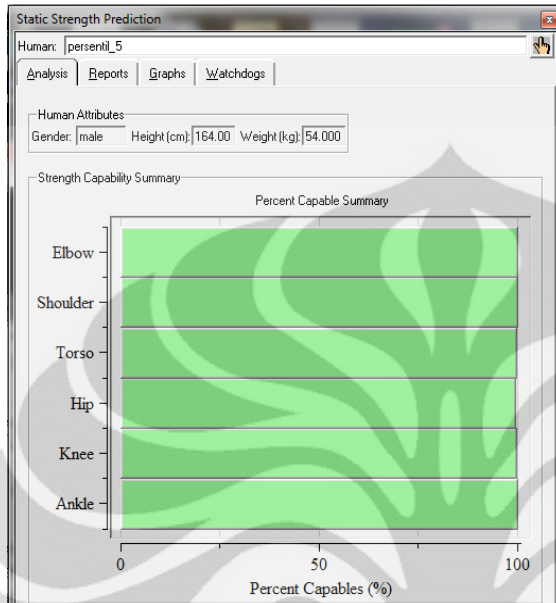 Static Strength Prediction
Human: persentil_5
Analysis Reports Graphs Watchdogs
Human Attributes
Gender: male Height (cm): 164.00 Weight (kg): 54.000
Strength Capability Summary
Percent Capable Summary
Elbow
Shoulder
Torso
Hip
Knee
Ankle
0 50 100
Percent Capables (%)